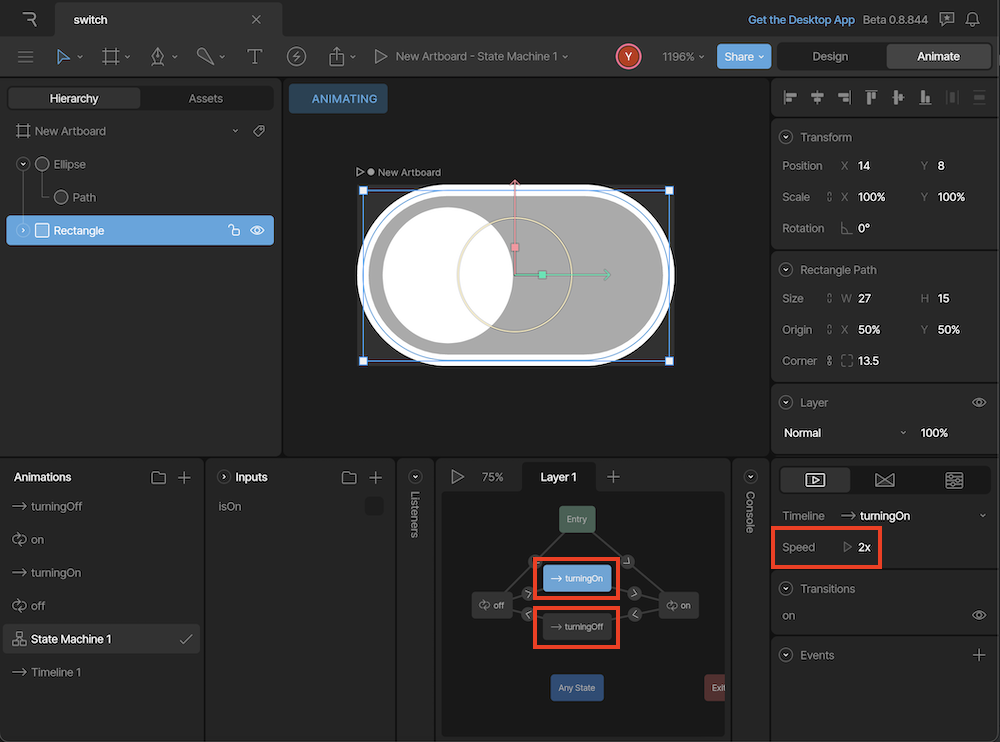 switch
Get the Desktop App Beta 0.8.844
New Artboard - State Machine 1
Y
1196%
Share
Design
Animate
Hierarchy
Assets
New Artboard
Ellipse
Path
Rectangle
ANIMATING
New Artboard
Transform
Position X 14 Y 8
Scale X 100% Y 100%
Rotation 0°
Rectangle Path
Size W 27 H 15
Origin X 50% Y 50%
Corner 13.5
Layer
Normal 100%
Animations
turningOff
on
turningOn
off
State Machine 1
Timeline 1
Inputs
isOn
Listeners
75%
Layer 1
Entry
turningOn
off
on
turningOff
Any State
Exit
Console
Timeline turningOn
Speed 2x
Transitions
on
Events